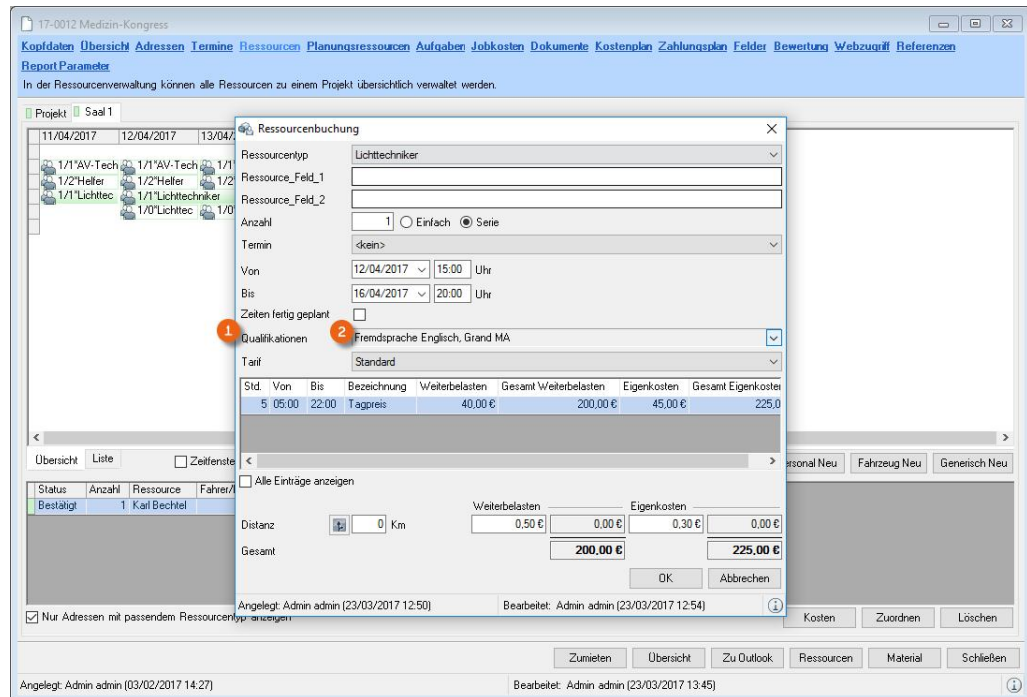 17-0012 Medizin-Kongress
Kopfdaten Übersicht Adressen Termine Ressourcen Planungsressourcen Aufgaben Jobkosten Dokumente Kostenplan Zahlungsplan Felder Bewertung Webzugriff Referenzen
Report Parameter
In der Ressourcenverwaltung können alle Ressourcen zu einem Projekt übersichtlich verwaltet werden.
Projekt Saal 1
11/04/2017 12/04/2017 13/04/
1/1"AV-Tech 1/1"AV-Tech 1/1"
1/2"Helfer 1/2"Helfer 1/2"
1/1"Lichttec 1/1"Lichttechniker
1/0"Lichttec 1/0"
Ressourcenbuchung
Ressourcentyp Lichttechniker
Ressource_Feld_1
Ressource_Feld_2
Anzahl 1 Einfach Serie
Termin <kein>
Von 12/04/2017 15:00 Uhr
Bis 16/04/2017 20:00 Uhr
Zeiten fertig geplant
1 Qualifikationen 2 Fremdsprache Englisch, Grand MA
Tarif Standard
Std. Von Bis Bezeichnung Weiterbelasten Gesamt Weiterbelasten Eigenkosten Gesamt Eigenkosten
5 05:00 22:00 Tagpreis 40,00 € 200,00 € 45,00 € 225,0
Alle Einträge anzeigen
Weiterbelasten Eigenkosten
Distanz 0 Km 0,50 € 0,00 € 0,30 € 0,00 €
Gesamt 200,00 € 225,00 €
OK Abbrechen
Angelegt: Admin admin (23/03/2017 12:50) Bearbeitet: Admin admin (23/03/2017 12:54)
Übersicht Liste Zeitfenste ersonal Neu Fahrzeug Neu Generisch Neu
Status Anzahl Ressource Fahrer/
Bestätigt 1 Karl Bechtel
Nur Adressen mit passendem Ressourcentyp anzeigen Kosten Zuordnen Löschen
Zumieten Übersicht Zu Outlook Ressourcen Material Schließen
Angelegt: Admin admin (03/02/2017 14:27) Bearbeitet: Admin admin (23/03/2017 13:45)